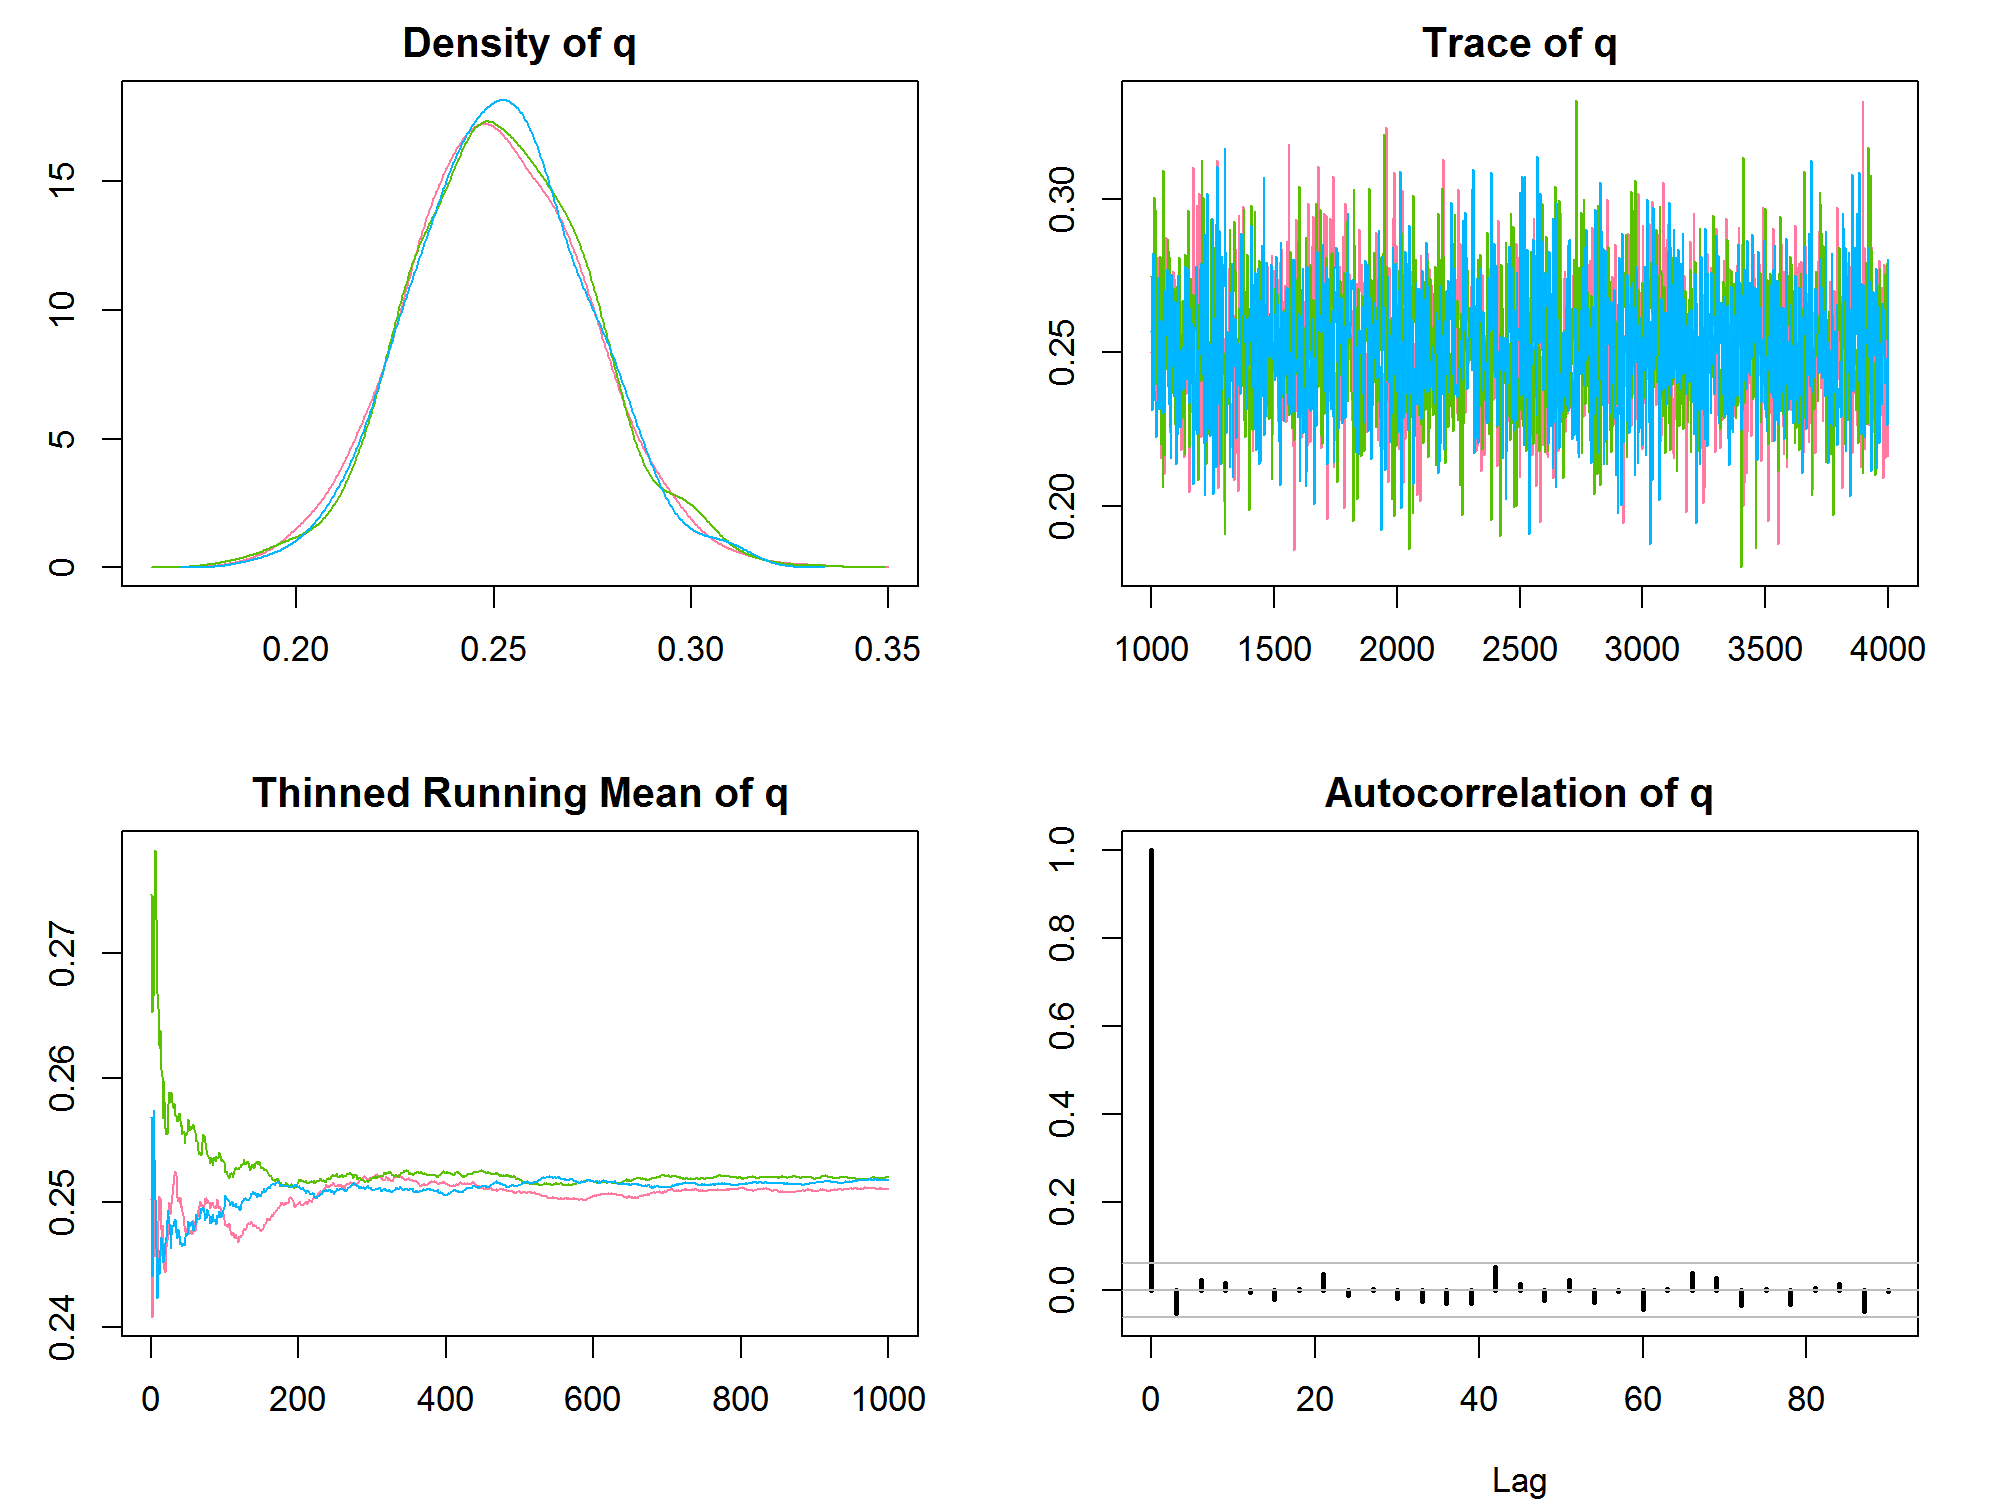 Density of q
15
10
5
0
0.20 0.25 0.30 0.35
Trace of q
0.30
0.25
0.20
1000 1500 2000 2500 3000 3500 4000
Thinned Running Mean of q
0.27
0.26
0.25
0.24
0 200 400 600 800 1000
Autocorrelation of q
1.0
0.8
0.6
0.4
0.2
0.0
0 20 40 60 80
Lag